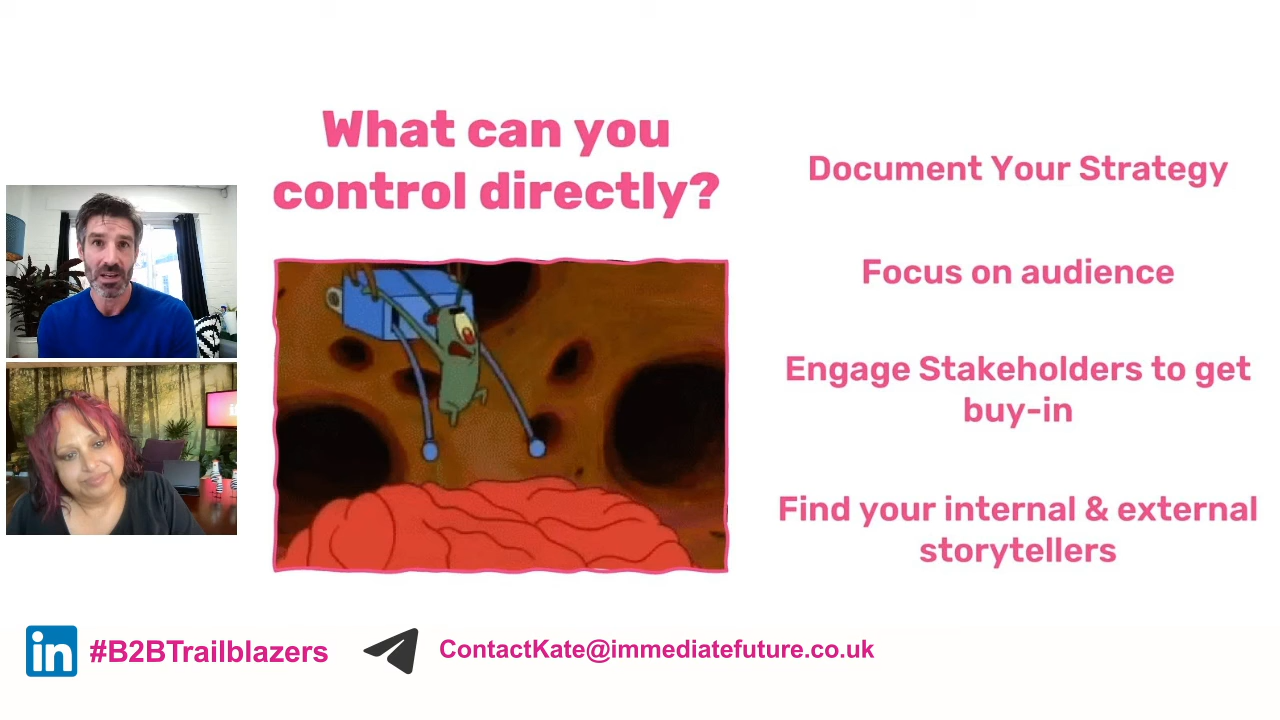 What can you
control directly?
Document Your Strategy
Focus on audience
Engage Stakeholders to get
buy-in
Find your internal & external
storytellers
in
#B2BTrailblazers
ContactKate@immediatefuture.co.uk